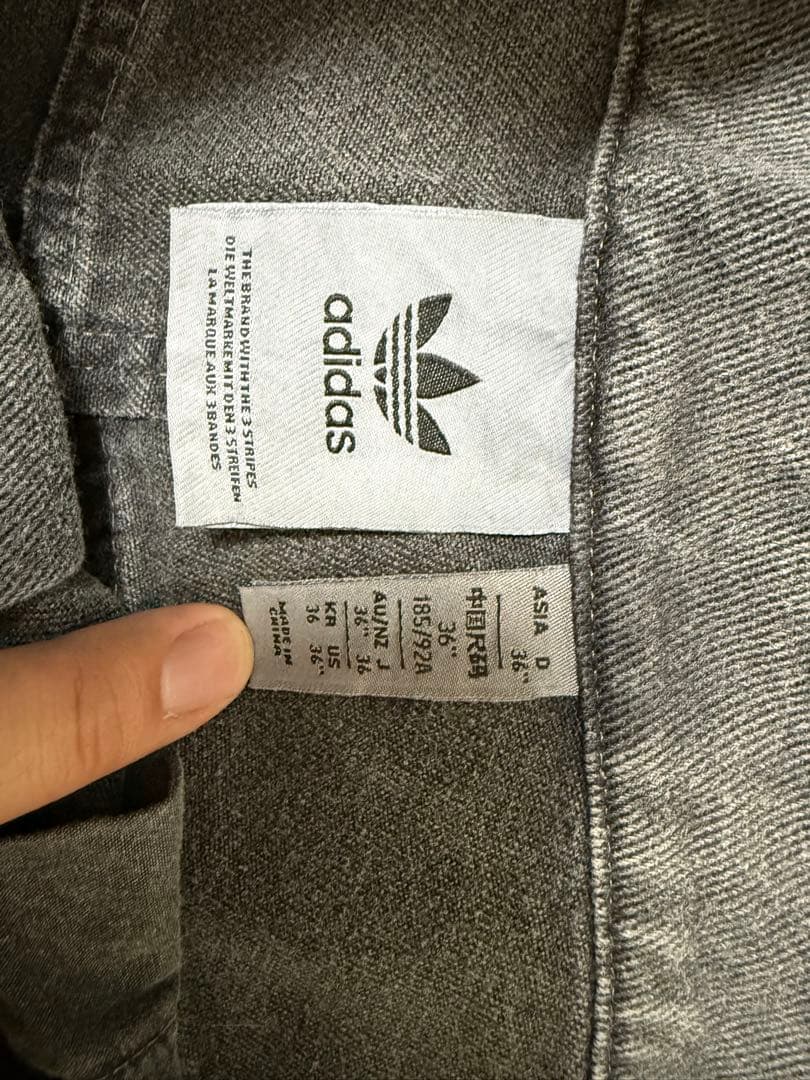 adidas
THE BRAND WITH THE 3 STRIPES
DIE WELTMARKE MIT DEN 3 STREIFEN
LA MARQUE AUX 3 BANDES
ASIA D
36"
中国尺码
36"
185/92A
AU/NZ J
36" 36
KR US
36 36"
MADE IN
CHINA